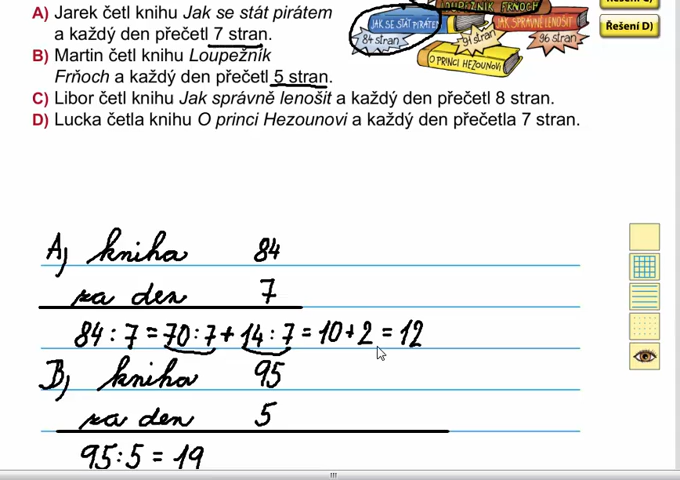 A) Jarek četl knihu Jak se stát pirátem
a každý den přečetl 7 stran.
B) Martin četl knihu Loupežník
Frňoch a každý den přečetl 5 stran.
C) Libor četl knihu Jak správně lenošit a každý den přečetl 8 stran.
D) Lucka četla knihu O princi Hezounovi a každý den přečetla 7 stran.
LOUPEŽNÍK FRŇOCH
JAK SE STÁT PIRÁTEM
JAK SPRÁVNĚ LENOŠIT
84 stran
91 stran
96 stran
O PRINCI HEZOUNOVI
Řešení D)
A) kniha 84
za den 7
84 : 7 = 70 : 7 + 14 : 7 = 10 + 2 = 12
B) kniha 95
za den 5
95 : 5 = 19